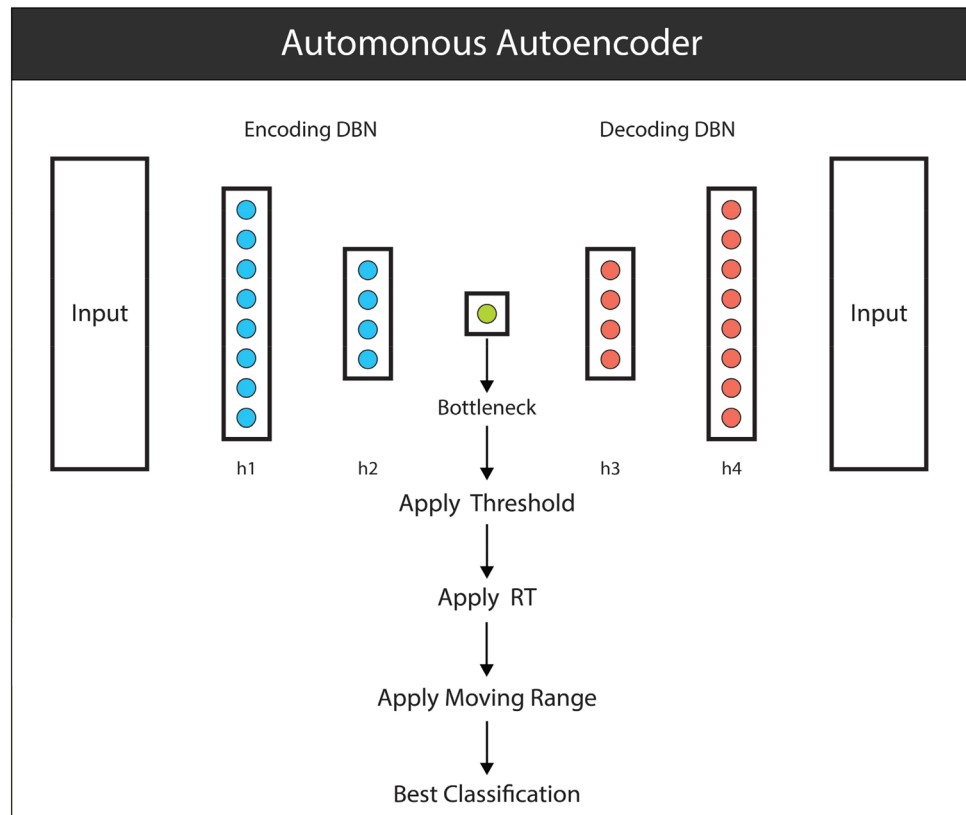 Automonous Autoencoder
Encoding DBN
Decoding DBN
Input
Input
Bottleneck
h1
h2
h3
h4
Apply Threshold
Apply RT
Apply Moving Range
Best Classification